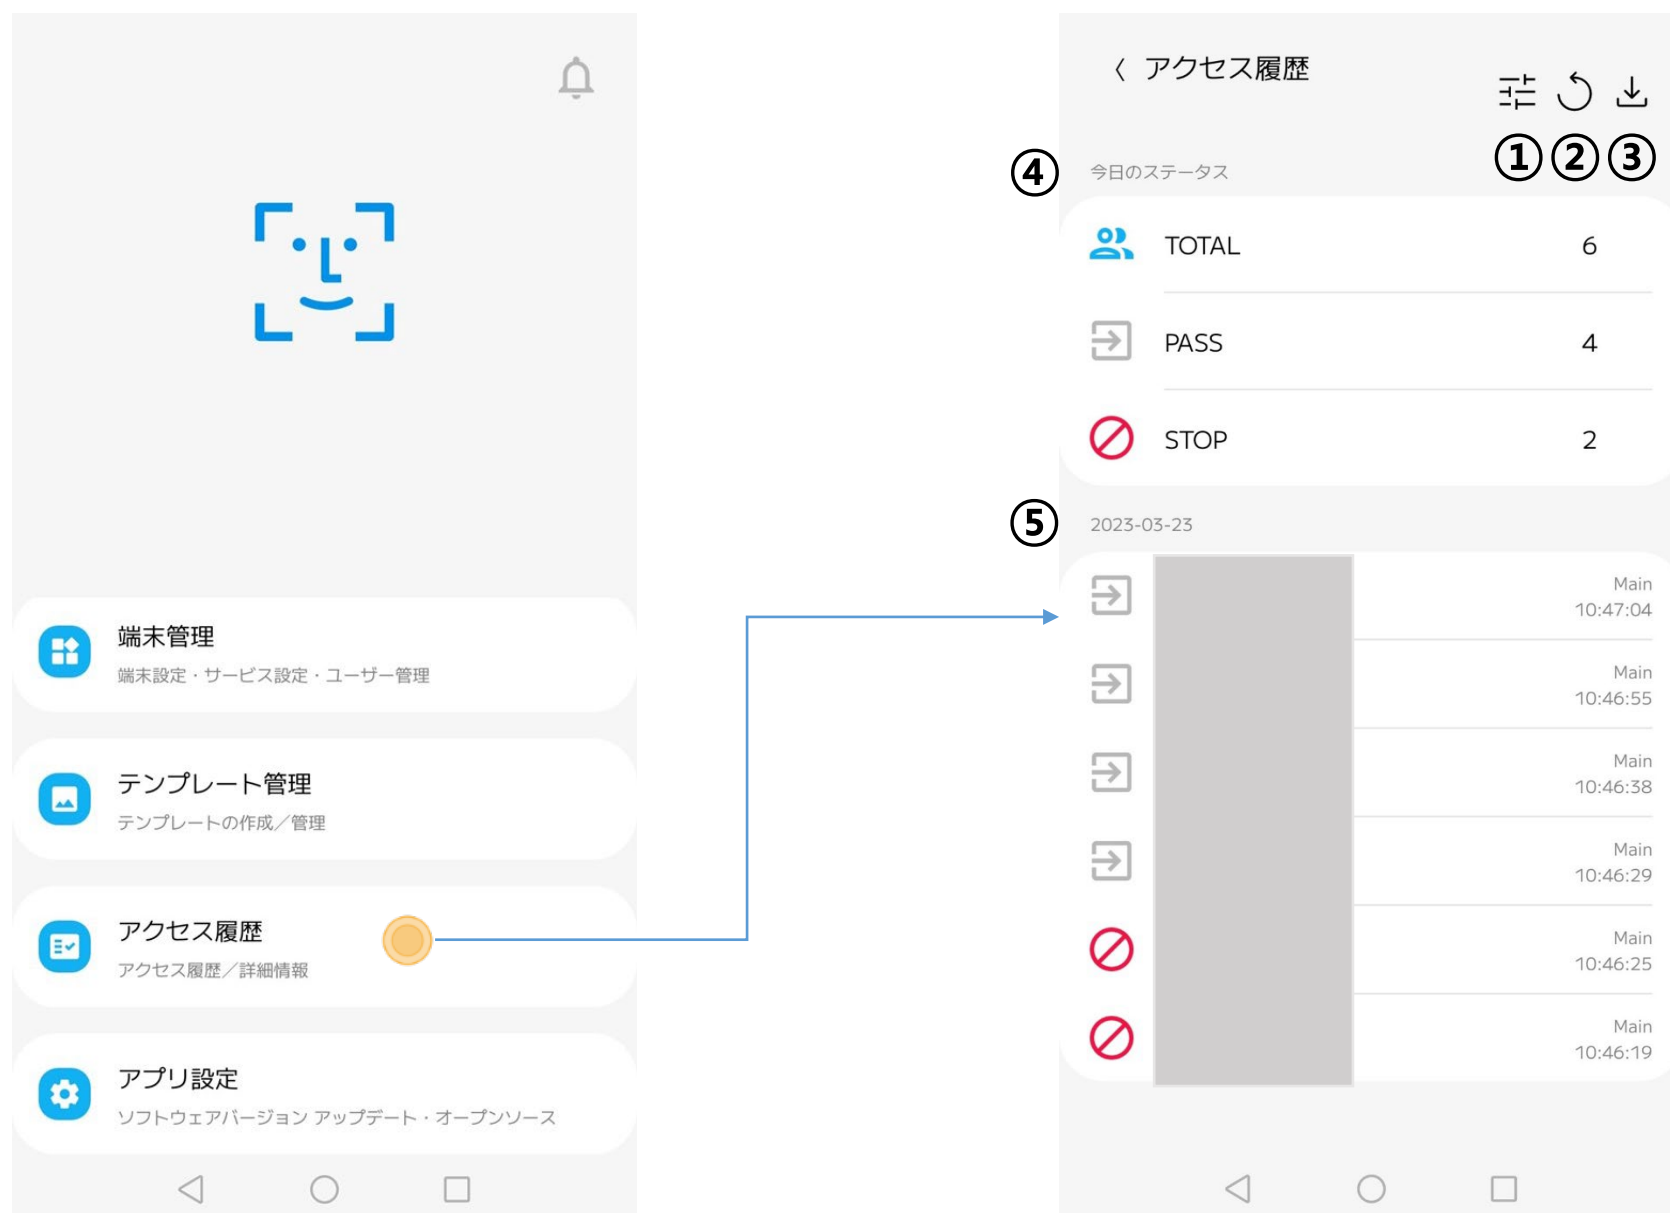 端末管理
端末設定・サービス設定・ユーザー管理
テンプレート管理
テンプレートの作成／管理
アクセス履歴
アクセス履歴／詳細情報
アプリ設定
ソフトウェアバージョン アップデート・オープンソース
アクセス履歴
① ② ③
④ 今日のステータス
TOTAL 6
PASS 4
STOP 2
⑤ 2023-03-23
Main
10:47:04
Main
10:46:55
Main
10:46:38
Main
10:46:29
Main
10:46:25
Main
10:46:19